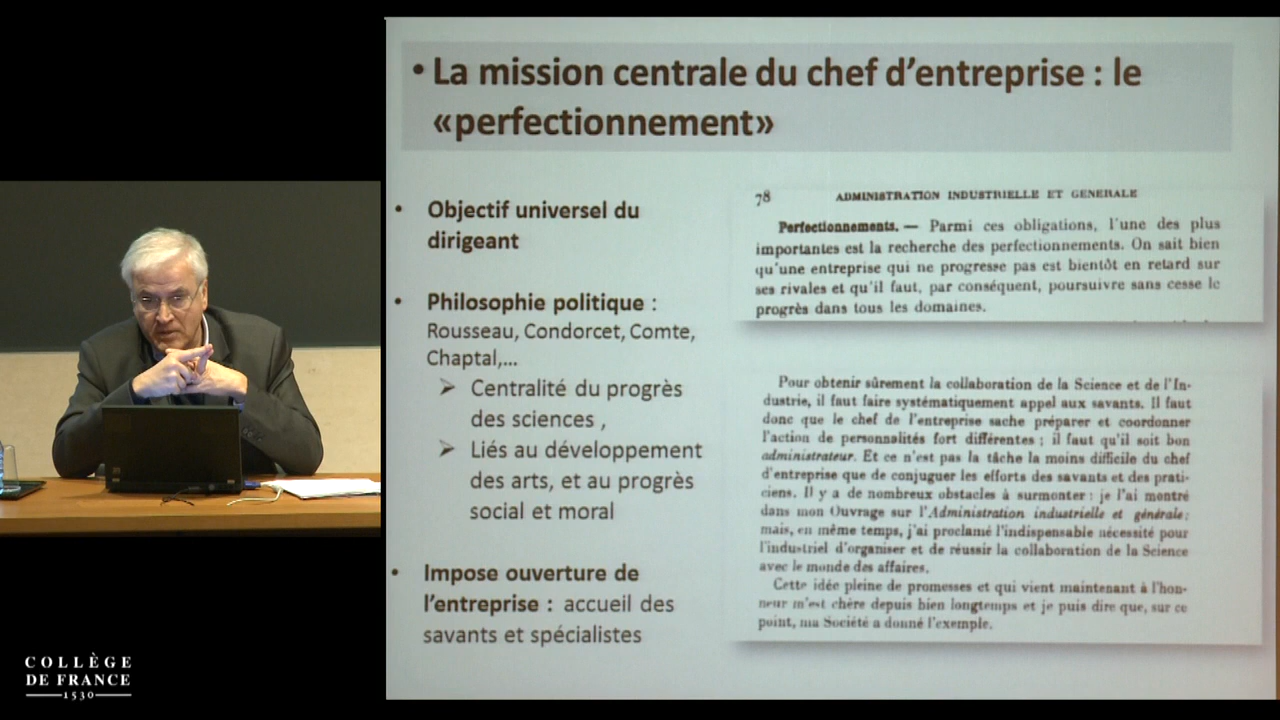 • La mission centrale du chef d'entreprise : le
«perfectionnement»
• Objectif universel du
dirigeant
• Philosophie politique :
Rousseau, Condorcet, Comte,
Chaptal,...
➢ Centralité du progrès
des sciences ,
➢ Liés au développement
des arts, et au progrès
social et moral
• Impose ouverture de
l'entreprise : accueil des
savants et spécialistes
78 ADMINISTRATION INDUSTRIELLE ET GENERALE
Perfectionnements. — Parmi ces obligations, l'une des plus
importantes est la recherche des perfectionnements. On sait bien
qu'une entreprise qui ne progresse pas est bientôt en retard sur
ses rivales et qu'il faut, par conséquent, poursuivre sans cesse le
progrès dans tous les domaines.
Pour obtenir sûrement la collaboration de la Science et de l'In-
dustrie, il faut faire systématiquement appel aux savants. Il faut
donc que le chef de l'entreprise sache préparer et coordonner
l'action de personnalités fort différentes ; il faut qu'il soit bon
administrateur. Et ce n'est pas la tâche la moins difficile du chef
d'entreprise que de conjuguer les efforts des savants et des prati-
ciens. Il y a de nombreux obstacles à surmonter : je l'ai montré
dans mon Ouvrage sur l'Administration industrielle et générale;
mais, en même temps, j'ai proclamé l'indispensable nécessité pour
l'industriel d'organiser et de réussir la collaboration de la Science
avec le monde des affaires.
Cette idée pleine de promesses et qui vient maintenant à l'hon-
neur m'est chère depuis bien longtemps et je puis dire que, sur ce
point, ma Société a donné l'exemple.
COLLÈGE
DE FRANCE
1530